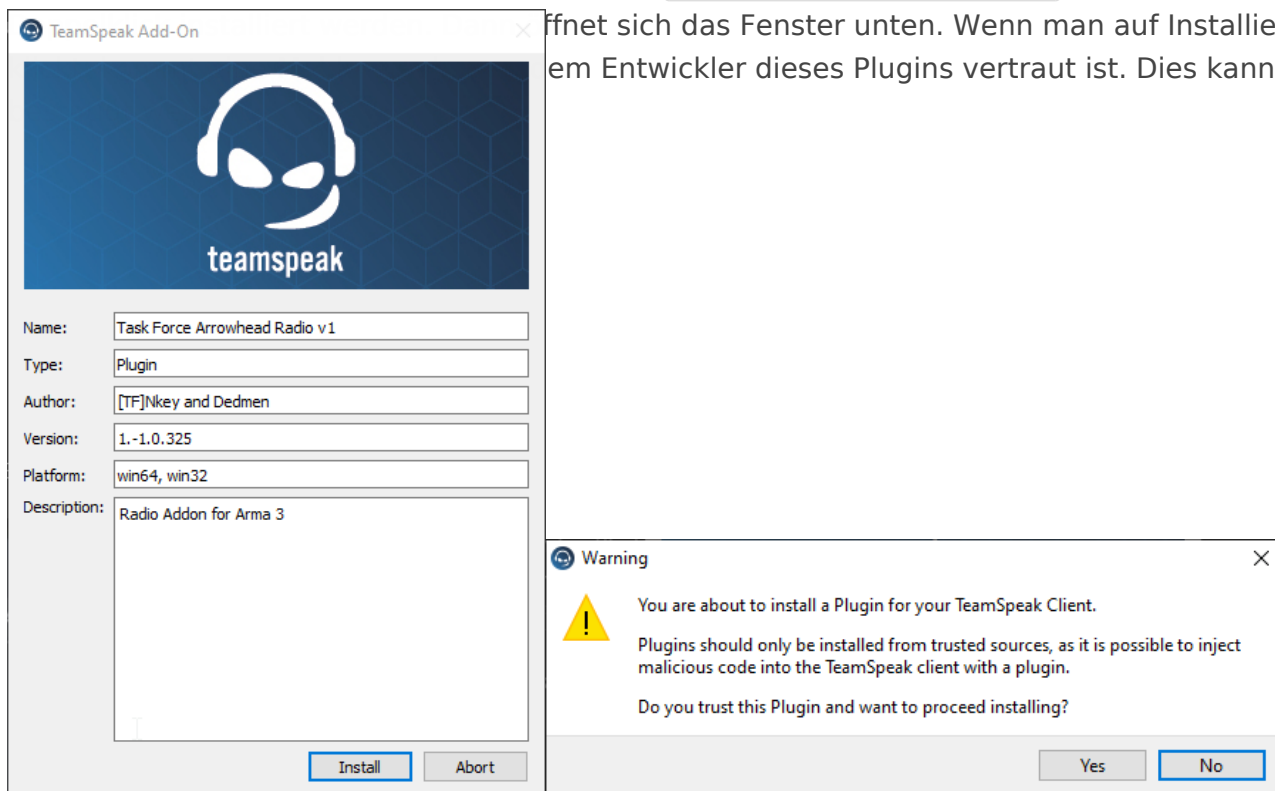 TeamSpeak Add-On
ffnet sich das Fenster unten. Wenn man auf Installie
em Entwickler dieses Plugins vertraut ist. Dies kann
teamspeak
Name: Task Force Arrowhead Radio v1
Type: Plugin
Author: [TF]Nkey and Dedmen
Version: 1.-1.0.325
Platform: win64, win32
Description: Radio Addon for Arma 3
Install Abort
Warning
You are about to install a Plugin for your TeamSpeak Client.
Plugins should only be installed from trusted sources, as it is possible to inject
malicious code into the TeamSpeak client with a plugin.
Do you trust this Plugin and want to proceed installing?
Yes No